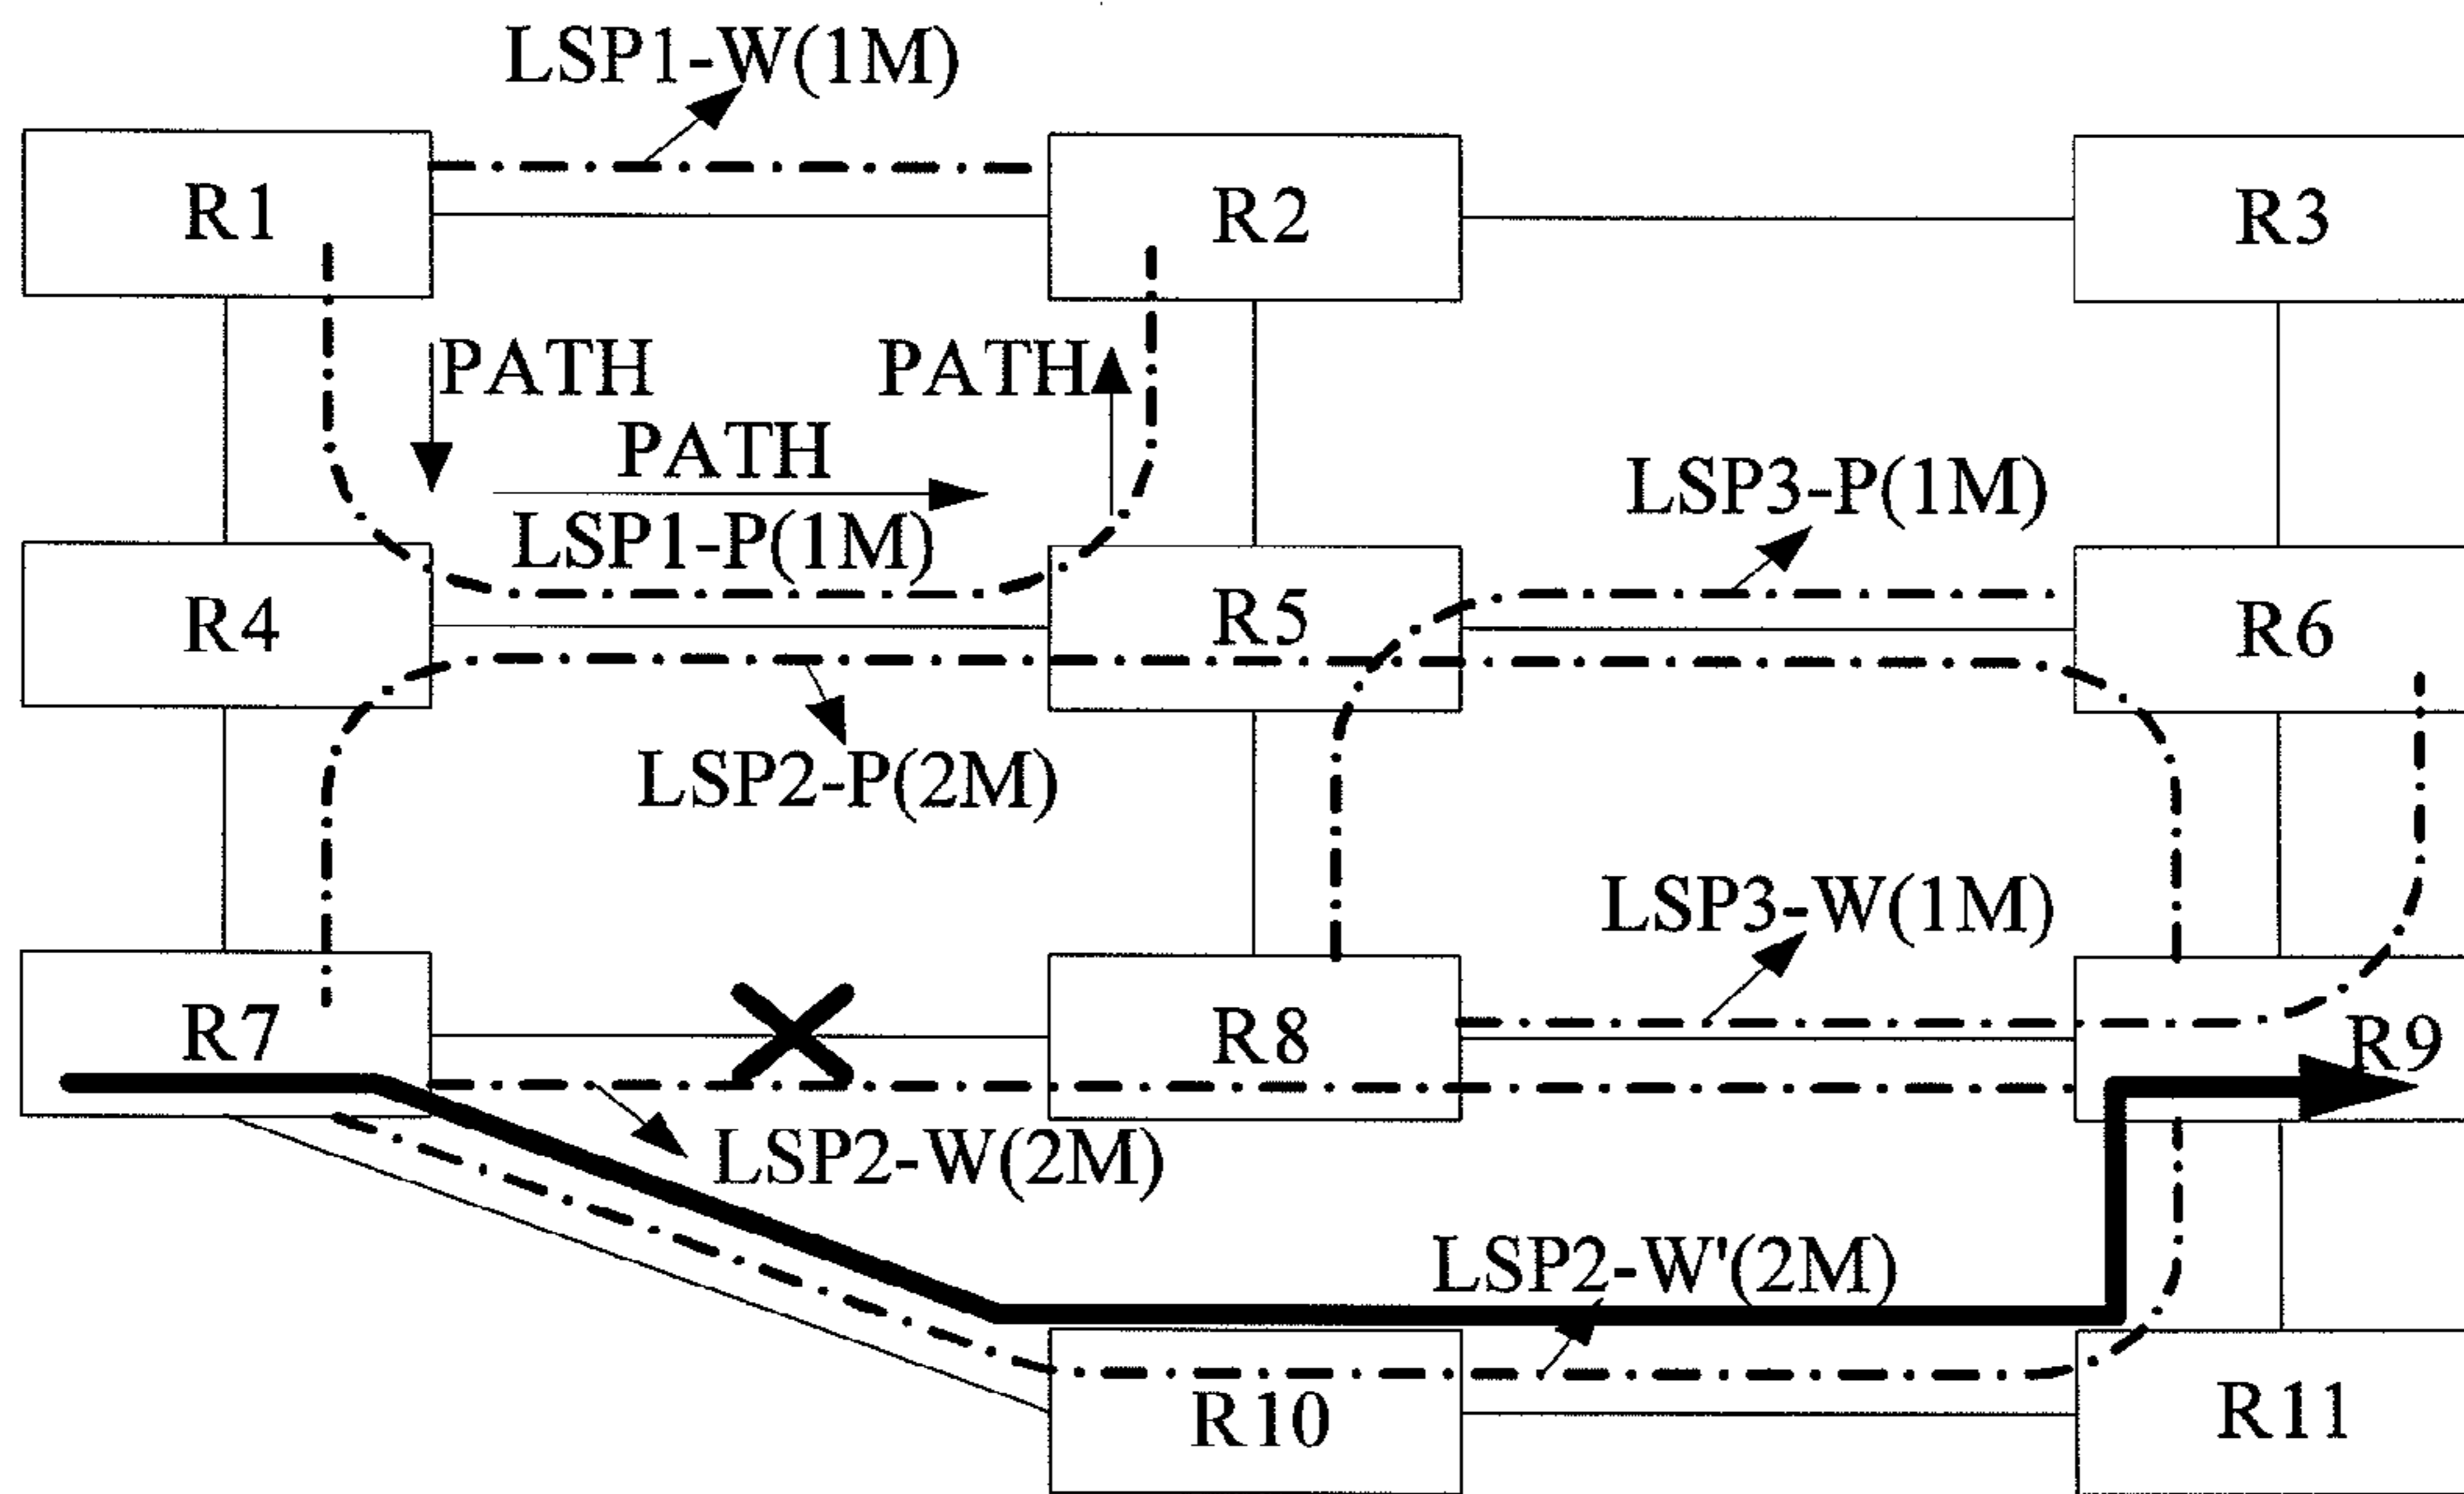 LSP1-W(1M)
R1
R2
R3
PATH
PATH
PATH
LSP1-P(1M)
LSP3-P(1M)
R4
R5
R6
LSP2-P(2M)
LSP3-W(1M)
R7
R8
R9
LSP2-W(2M)
LSP2-W'(2M)
R10
R11